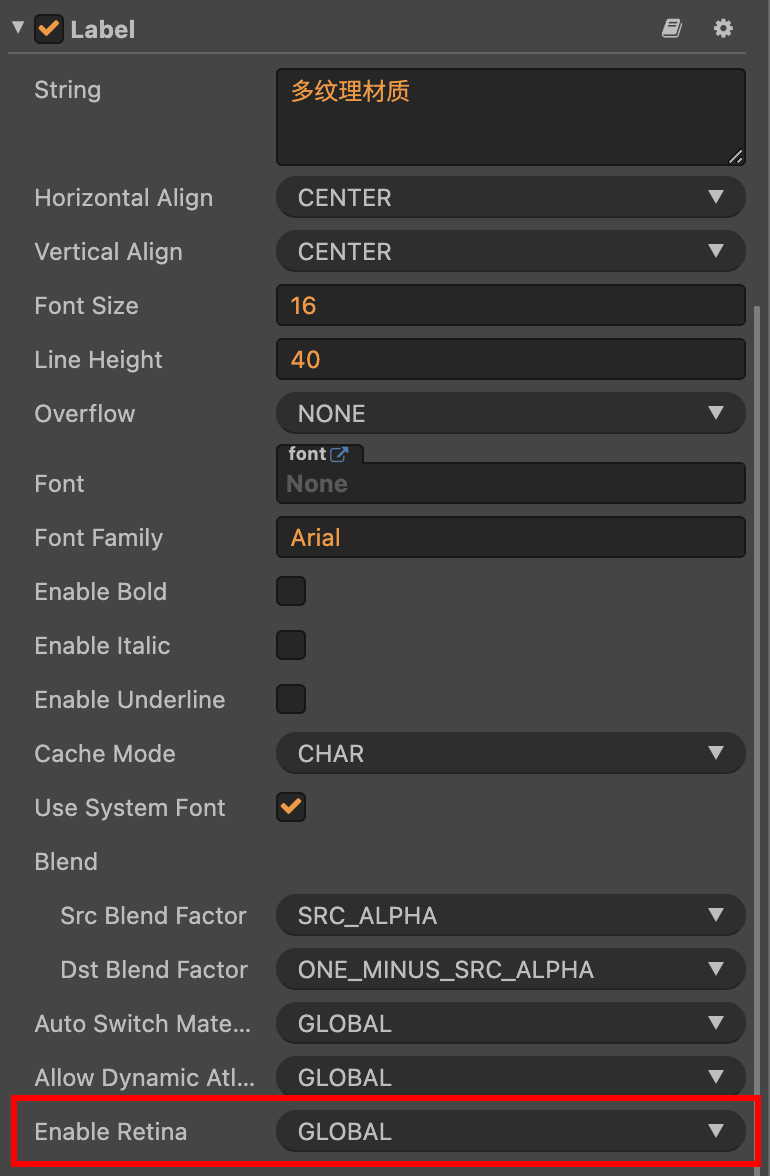 Label
String
多纹理材质
Horizontal Align
CENTER
Vertical Align
CENTER
Font Size
16
Line Height
40
Overflow
NONE
font
Font
None
Font Family
Arial
Enable Bold
Enable Italic
Enable Underline
Cache Mode
CHAR
Use System Font
Blend
Src Blend Factor
SRC_ALPHA
Dst Blend Factor
ONE_MINUS_SRC_ALPHA
Auto Switch Mate...
GLOBAL
Allow Dynamic Atl...
GLOBAL
Enable Retina
GLOBAL